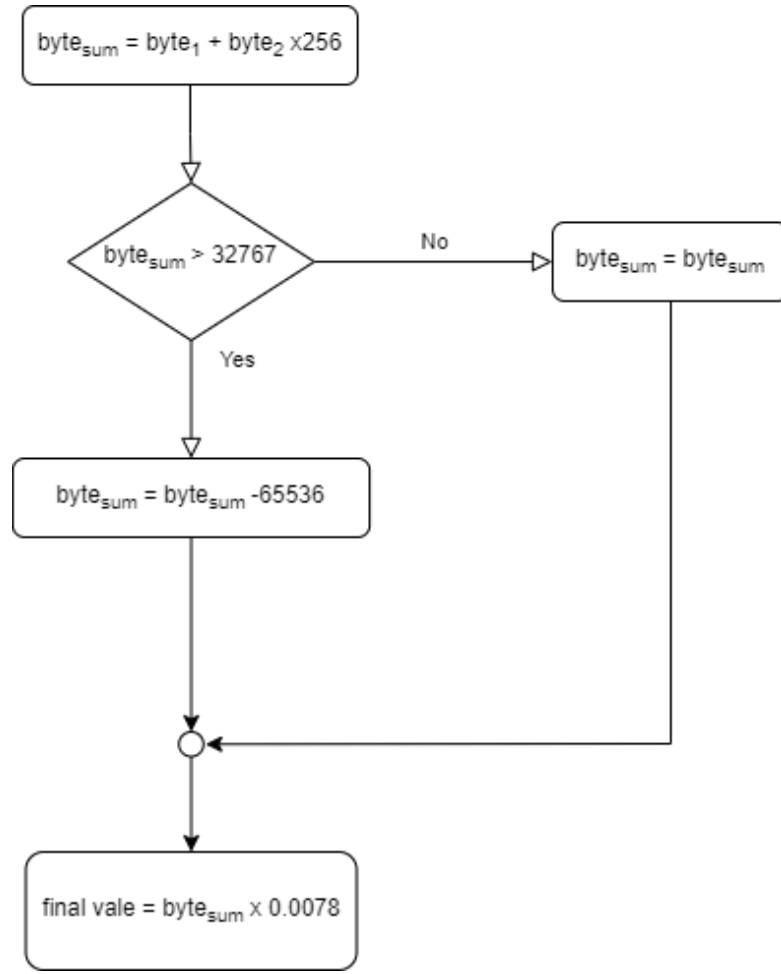 byte_sum = byte_1 + byte_2 x256
byte_sum > 32767
No
byte_sum = byte_sum
Yes
byte_sum = byte_sum -65536
final vale = byte_sum x 0.0078